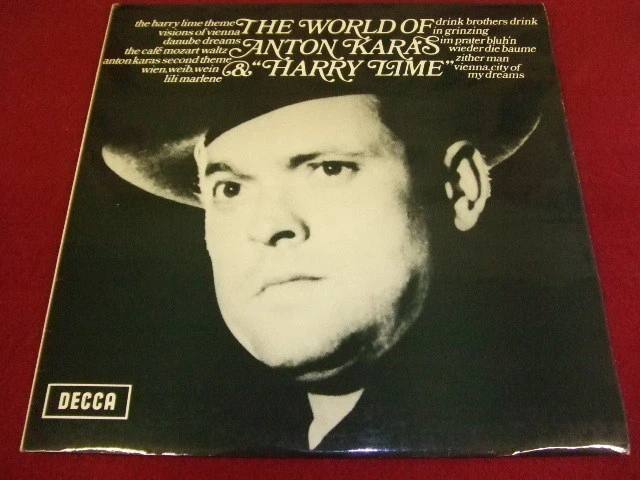 the harry lime theme
visions of vienna
danube dreams
the café mozart waltz
anton karas second theme
wien, weib, wein
lili marlene
THE WORLD OF
ANTON KARAS
& "HARRY LIME"
drink brothers drink
in grinzing
im prater blüh'n
wieder die baume
zither man
vienna, city of
my dreams
DECCA